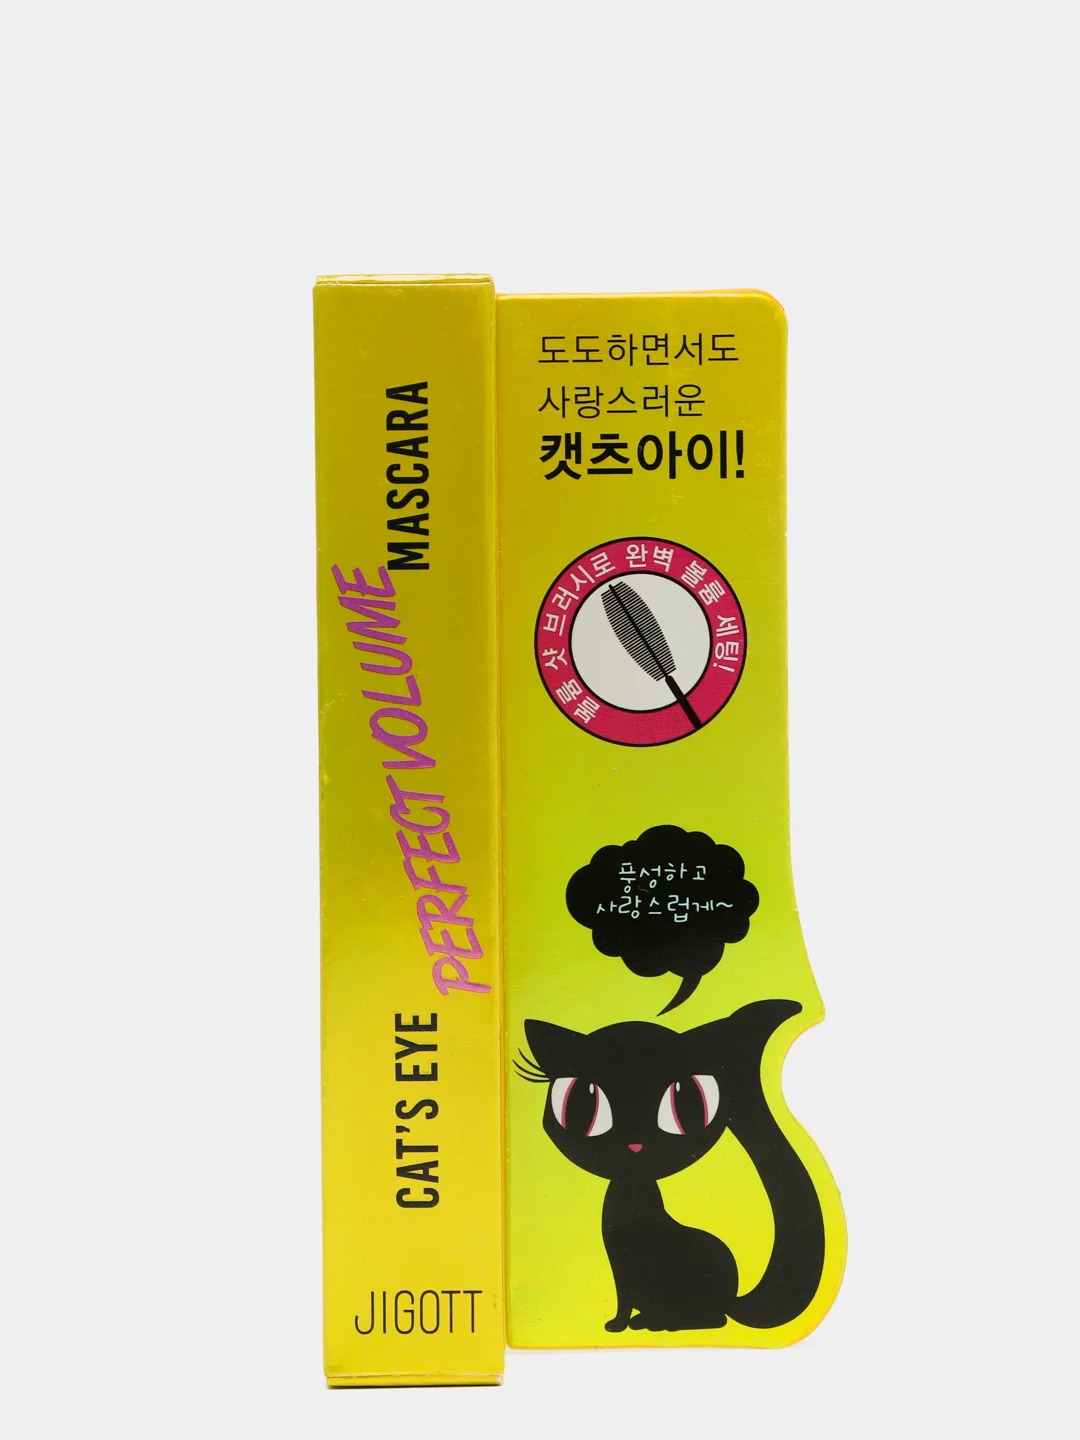 CAT'S EYE
PERFECT VOLUME
MASCARA
JIGOTT
도도하면서도
사랑스러운
캣츠아이!
볼륨 샷 브러시로 완벽 볼륨 세팅!
풍성하고
사랑스럽게~